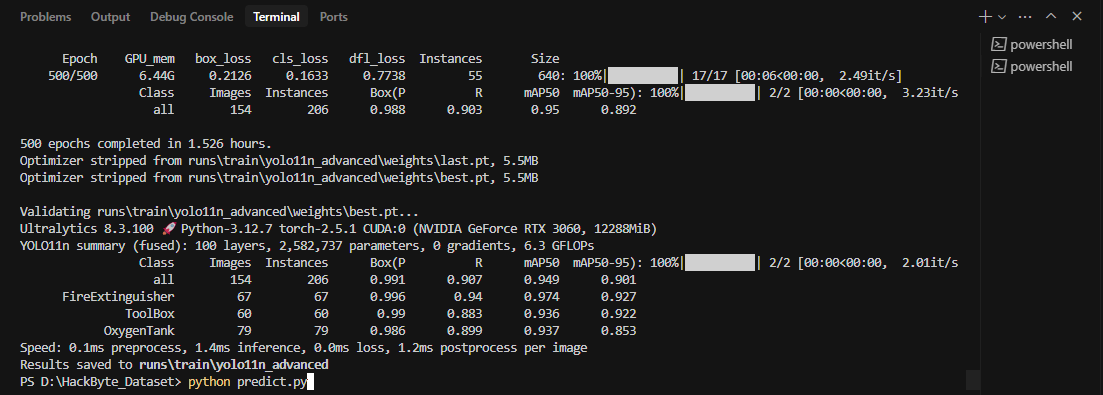 Problems Output Debug Console Terminal Ports
powershell
powershell
Epoch GPU_mem box_loss cls_loss dfl_loss Instances Size
500/500 6.44G 0.2126 0.1633 0.7738 55 640: 100%| | 17/17 [00:06<00:00, 2.49it/s]
Class Images Instances Box(P R mAP50 mAP50-95): 100%| | 2/2 [00:00<00:00, 3.23it/s
all 154 206 0.988 0.903 0.95 0.892
500 epochs completed in 1.526 hours.
Optimizer stripped from runs\train\yolo11n_advanced\weights\last.pt, 5.5MB
Optimizer stripped from runs\train\yolo11n_advanced\weights\best.pt, 5.5MB
Validating runs\train\yolo11n_advanced\weights\best.pt...
Ultralytics 8.3.100 🚀 Python-3.12.7 torch-2.5.1 CUDA:0 (NVIDIA GeForce RTX 3060, 12288MiB)
YOLO11n summary (fused): 100 layers, 2,582,737 parameters, 0 gradients, 6.3 GFLOPs
Class Images Instances Box(P R mAP50 mAP50-95): 100%| | 2/2 [00:00<00:00, 2.01it/s
all 154 206 0.991 0.907 0.949 0.901
FireExtinguisher 67 67 0.996 0.94 0.974 0.927
ToolBox 60 60 0.99 0.883 0.936 0.922
OxygenTank 79 79 0.986 0.899 0.937 0.853
Speed: 0.1ms preprocess, 1.4ms inference, 0.0ms loss, 1.2ms postprocess per image
Results saved to runs\train\yolo11n_advanced
PS D:\HackByte_Dataset> python predict.py